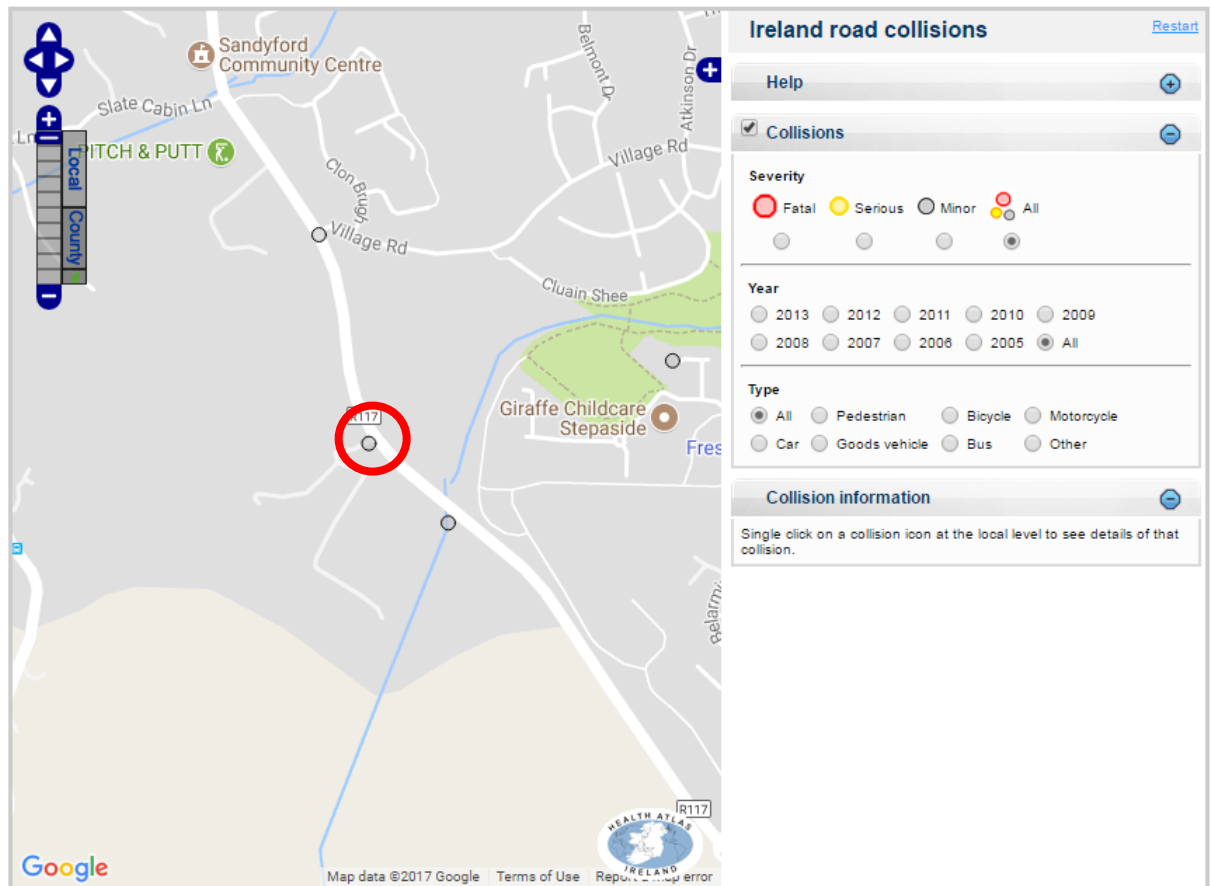 Sandyford
Community Centre
Slate Cabin Ln
Ln
PITCH & PUTT
Belmont Dr
Atkinson Dr
Village Rd
Clon Brugh
Village Rd
Cluain Shee
Local
County
R117
Giraffe Childcare
Stepaside
Fres
R117
HEALTH ATLAS
IRELAND
Google
Map data ©2017 Google Terms of Use
Ireland road collisions
Restart
Help
Collisions
Severity
Fatal Serious Minor All
Year
2013 2012 2011 2010 2009
2008 2007 2006 2005 All
Type
All Pedestrian Bicycle Motorcycle
Car Goods vehicle Bus Other
Collision information
Single click on a collision icon at the local level to see details of that
collision.